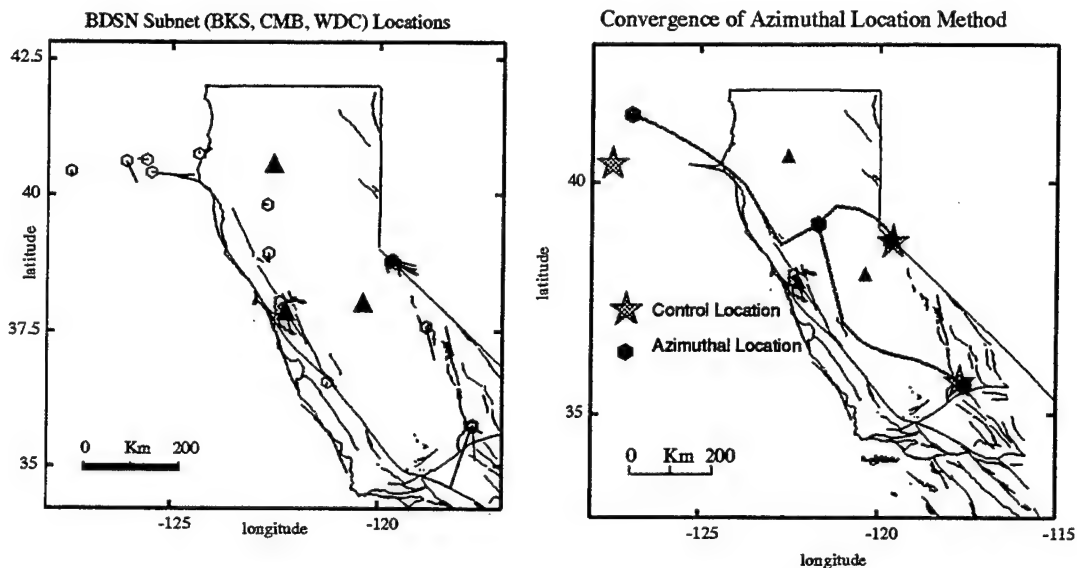 BDSN Subnet (BKS, CMB, WDC) Locations
42.5
40
37.5
35
latitude
0 Km 200
-125
-120
longitude
Convergence of Azimuthal Location Method
40
35
latitude
Control Location
Azimuthal Location
0 Km 200
-125
-120
-115
longitude